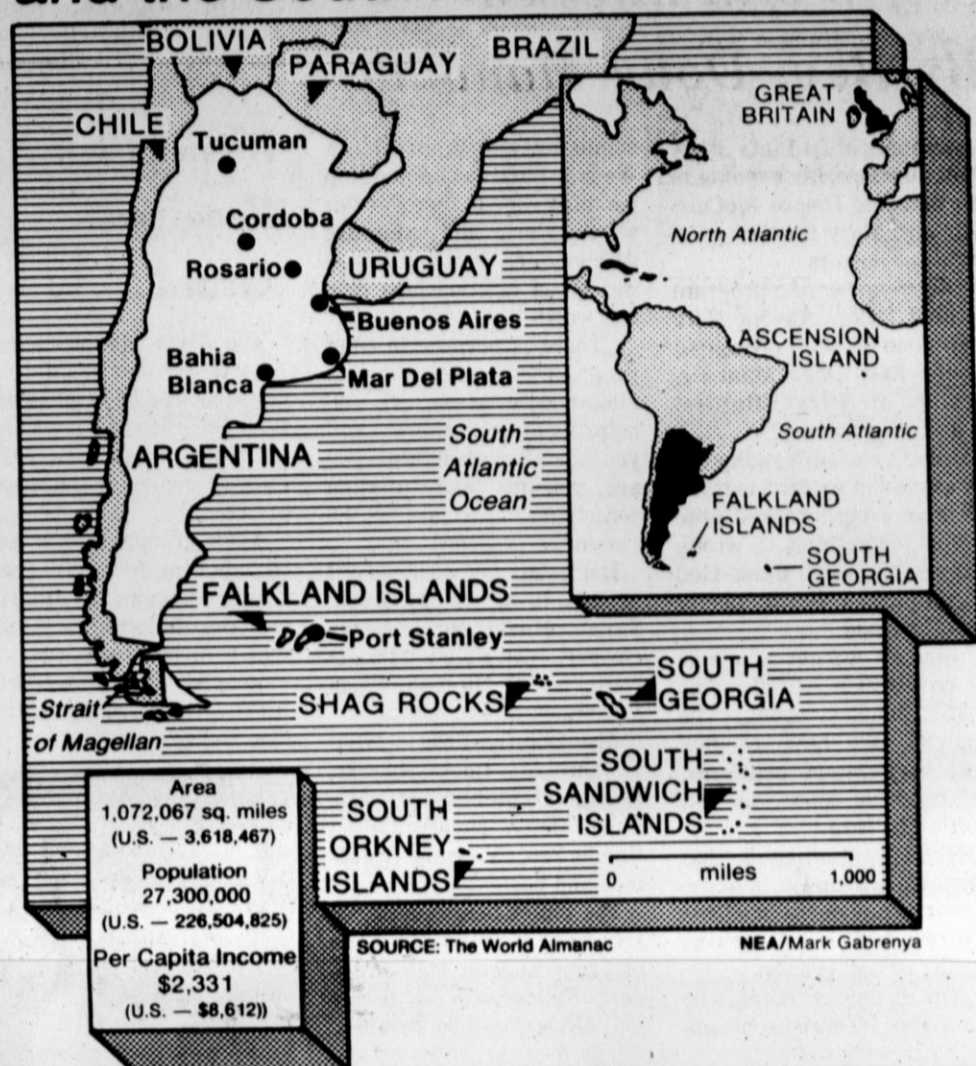 and the South
BOLIVIA
PARAGUAY
BRAZIL
CHILE
Tucuman
Cordoba
Rosario
URUGUAY
Buenos Aires
Bahia
Blanca
Mar Del Plata
ARGENTINA
South
Atlantic
Ocean
FALKLAND ISLANDS
Port Stanley
SHAG ROCKS
SOUTH
GEORGIA
Strait
of Magellan
SOUTH
SANDWICH
ISLANDS
SOUTH
ORKNEY
ISLANDS
0 miles 1,000
GREAT
BRITAIN
North Atlantic
ASCENSION
ISLAND
South Atlantic
FALKLAND
ISLANDS
SOUTH
GEORGIA
Area
1,072,067 sq. miles
(U.S. — 3,618,467)
Population
27,300,000
(U.S. — 226,504,825)
Per Capita Income
$2,331
(U.S. — $8,612))
SOURCE: The World Almanac
NEA/Mark Gabrenya